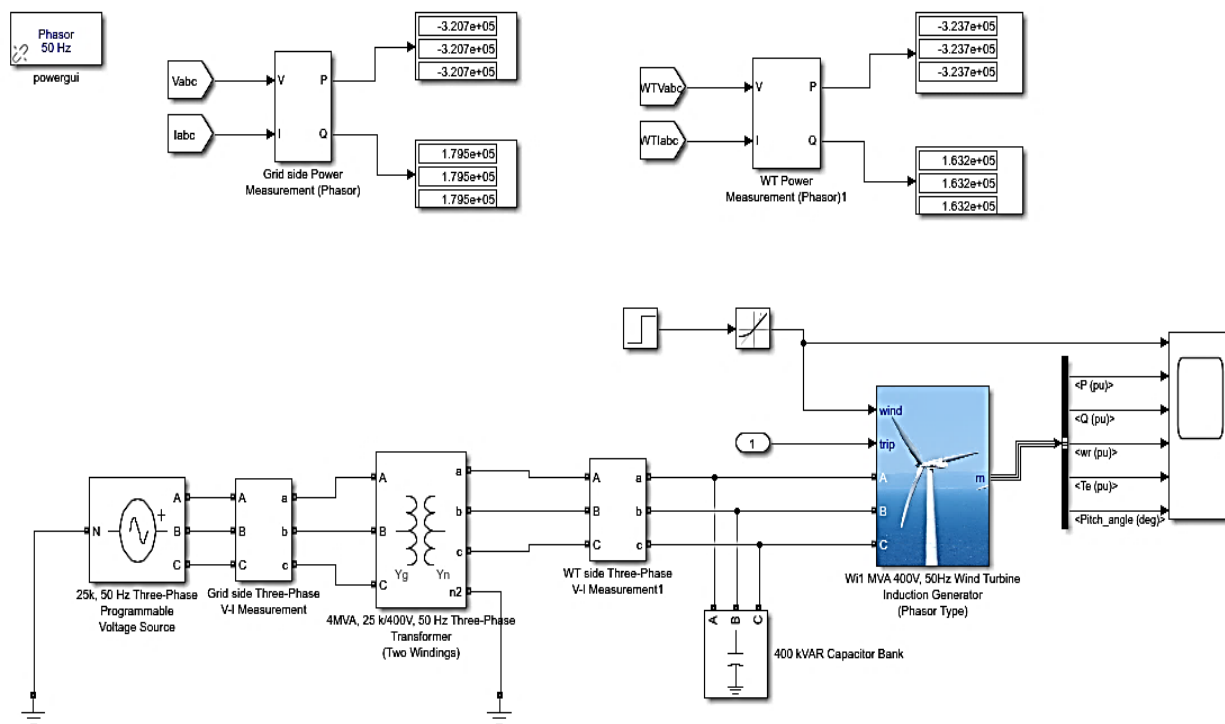 Phasor
50 Hz
powergui
Vabc
Iabc
V
I
P
Q
Grid side Power
Measurement (Phasor)
-3.207e+05
-3.207e+05
-3.207e+05
1.795e+05
1.795e+05
1.795e+05
WTVabc
WTIabc
V
I
P
Q
WT Power
Measurement (Phasor)1
-3.237e+05
-3.237e+05
-3.237e+05
1.632e+05
1.632e+05
1.632e+05
N
+
A
B
C
25k, 50 Hz Three-Phase
Programmable
Voltage Source
A
B
C
a
b
c
Grid side Three-Phase
V-I Measurement
A
B
C
Yg
Yn
a
b
c
n2
4MVA, 25 k/400V, 50 Hz Three-Phase
Transformer
(Two Windings)
A
B
C
a
b
c
WT side Three-Phase
V-I Measurement1
A
B
C
400 kVAR Capacitor Bank
1
wind
trip
A
B
C
m
Wi1 MVA 400V, 50Hz Wind Turbine
Induction Generator
(Phasor Type)
<P (pu)>
<Q (pu)>
<wr (pu)>
<Te (pu)>
<Pitch_angle (deg)>